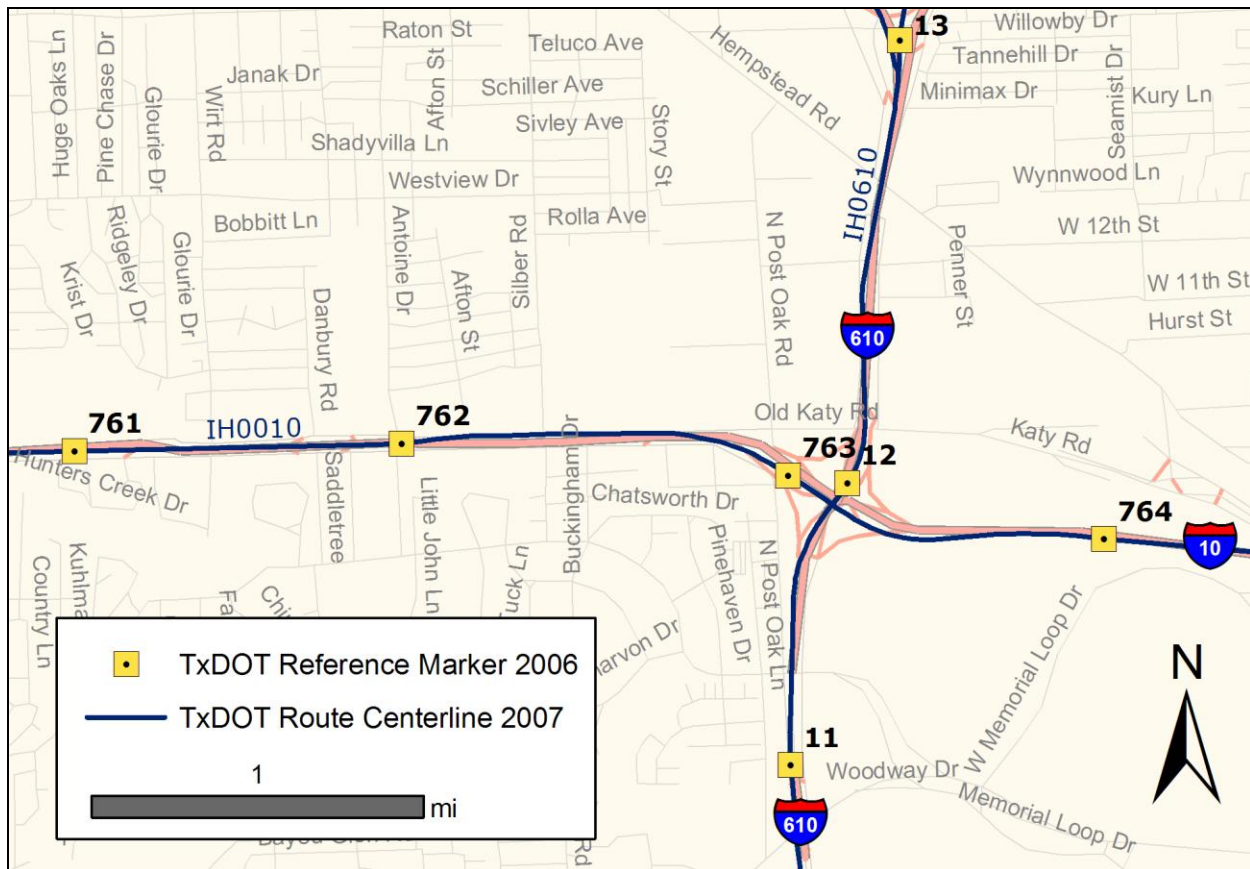 13
Willowby Dr
Raton St
Teluco Ave
Hempstead Rd
Tannehill Dr
Huge Oaks Ln
Pine Chase Dr
Glourie Dr
Wirt Rd
Janak Dr
Afton St
Schiller Ave
Minimax Dr
Seamist Dr
Kury Ln
Sivley Ave
Story St
Shadyvilla Ln
Westview Dr
Wynnwood Ln
IH0610
Ridgeley Dr
Bobbitt Ln
Antoine Dr
Silber Rd
Rolla Ave
N Post Oak Rd
W 12th St
Penner St
Krist Dr
Glourie Dr
Afton St
W 11th St
Danbury Rd
Hurst St
610
761
IH0010
762
Old Katy Rd
Katy Rd
Buckingham Dr
763
12
Hunters Creek Dr
Saddletree
Little John Ln
Chatsworth Dr
764
10
Country Ln
Tuck Ln
Pinehaven Dr
N Post Oak Ln
W Memorial Loop Dr
TxDOT Reference Marker 2006
TxDOT Route Centerline 2007
1
mi
N
11
Woodway Dr
Memorial Loop Dr
610
Rd